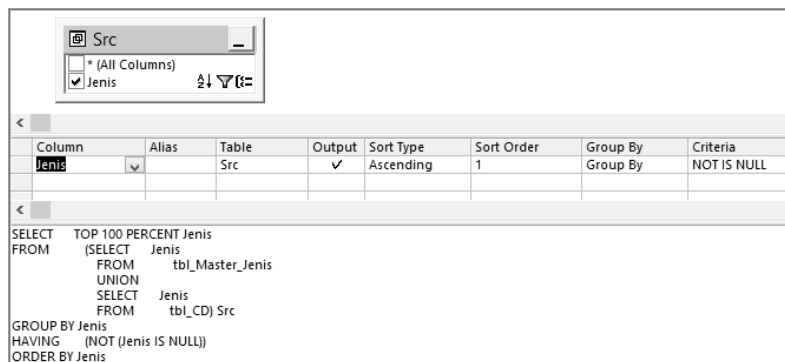 Src
* (All Columns)
Jenis
Column Alias Table Output Sort Type Sort Order Group By Criteria
Jenis Src Ascending 1 Group By NOT IS NULL
SELECT TOP 100 PERCENT Jenis
FROM (SELECT Jenis
FROM tbl_Master_Jenis
UNION
SELECT Jenis
FROM tbl_CD) Src
GROUP BY Jenis
HAVING (NOT (Jenis IS NULL))
ORDER BY Jenis